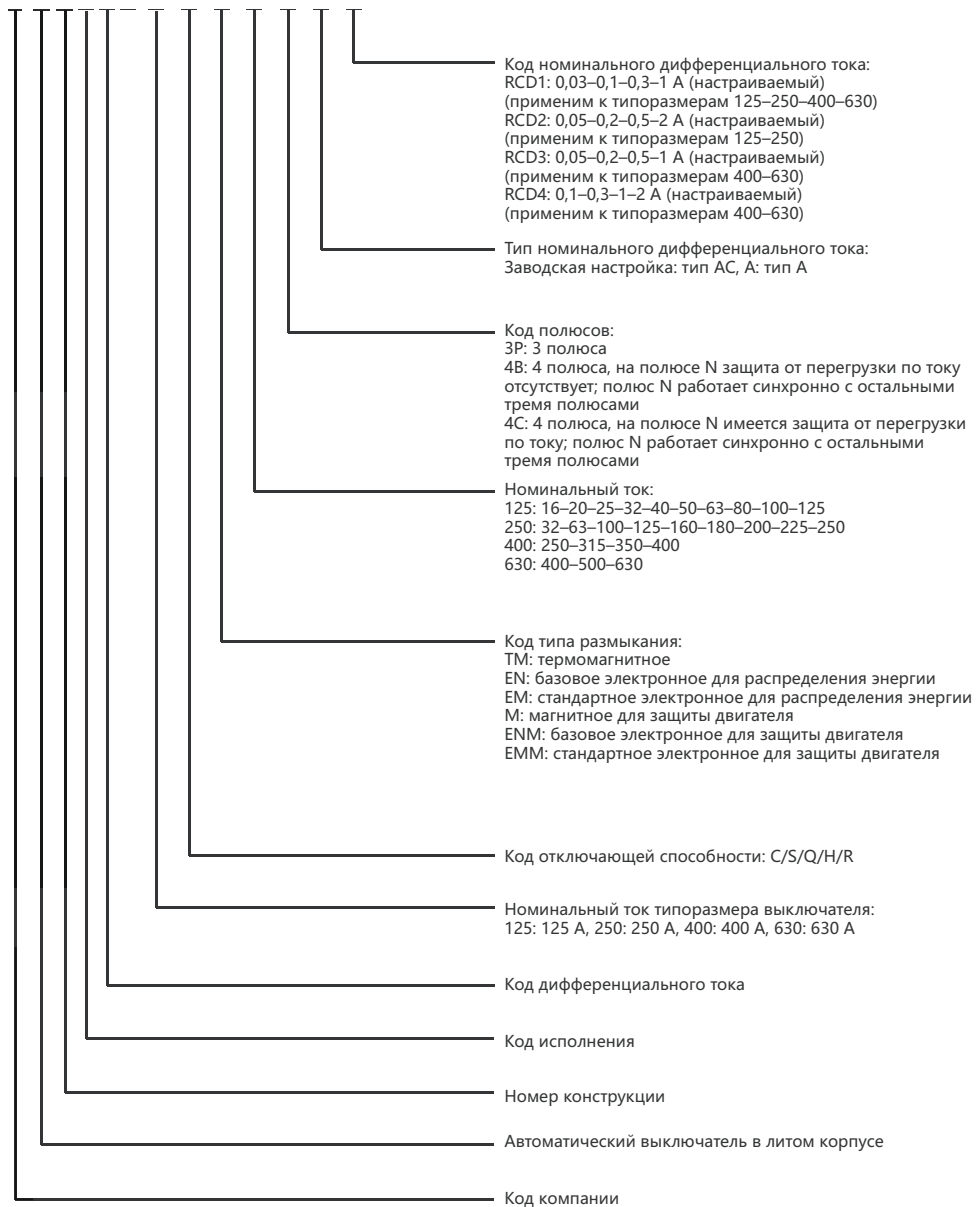 Код номинального дифференциального тока:
RCD1: 0,03–0,1–0,3–1 А (настраиваемый)
(применим к типоразмерам 125–250–400–630)
RCD2: 0,05–0,2–0,5–2 А (настраиваемый)
(применим к типоразмерам 125–250)
RCD3: 0,05–0,2–0,5–1 А (настраиваемый)
(применим к типоразмерам 400–630)
RCD4: 0,1–0,3–1–2 А (настраиваемый)
(применим к типоразмерам 400–630)
Тип номинального дифференциального тока:
Заводская настройка: тип AC, A: тип A
Код полюсов:
3P: 3 полюса
4B: 4 полюса, на полюсе N защита от перегрузки по току
отсутствует; полюс N работает синхронно с остальными
тремя полюсами
4C: 4 полюса, на полюсе N имеется защита от перегрузки
по току; полюс N работает синхронно с остальными
тремя полюсами
Номинальный ток:
125: 16–20–25–32–40–50–63–80–100–125
250: 32–63–100–125–160–180–200–225–250
400: 250–315–350–400
630: 400–500–630
Код типа размыкания:
TM: термомагнитное
EN: базовое электронное для распределения энергии
EM: стандартное электронное для распределения энергии
M: магнитное для защиты двигателя
ENM: базовое электронное для защиты двигателя
EMM: стандартное электронное для защиты двигателя
Код отключающей способности: C/S/Q/H/R
Номинальный ток типоразмера выключателя:
125: 125 А, 250: 250 А, 400: 400 А, 630: 630 А
Код дифференциального тока
Код исполнения
Номер конструкции
Автоматический выключатель в литом корпусе
Код компании